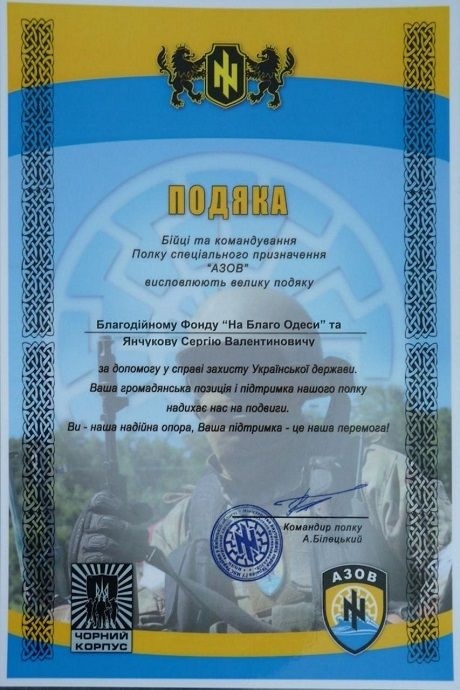 ПОДЯКА
Бійці та командування
Полку спеціального призначення
"АЗОВ"
висловлюють велику подяку
Благодійному Фонду "На Благо Одеси" та
Янчукову Сергію Валентиновичу
за допомогу у справі захисту Української держави.
Ваша громадянська позиція і підтримка нашого полку
надихає нас на подвиги.
Ви - наша надійна опора, Ваша підтримка - це наша перемога!
Командир полку
А.Білецький
ЧОРНИЙ
КОРПУС
АЗОВ